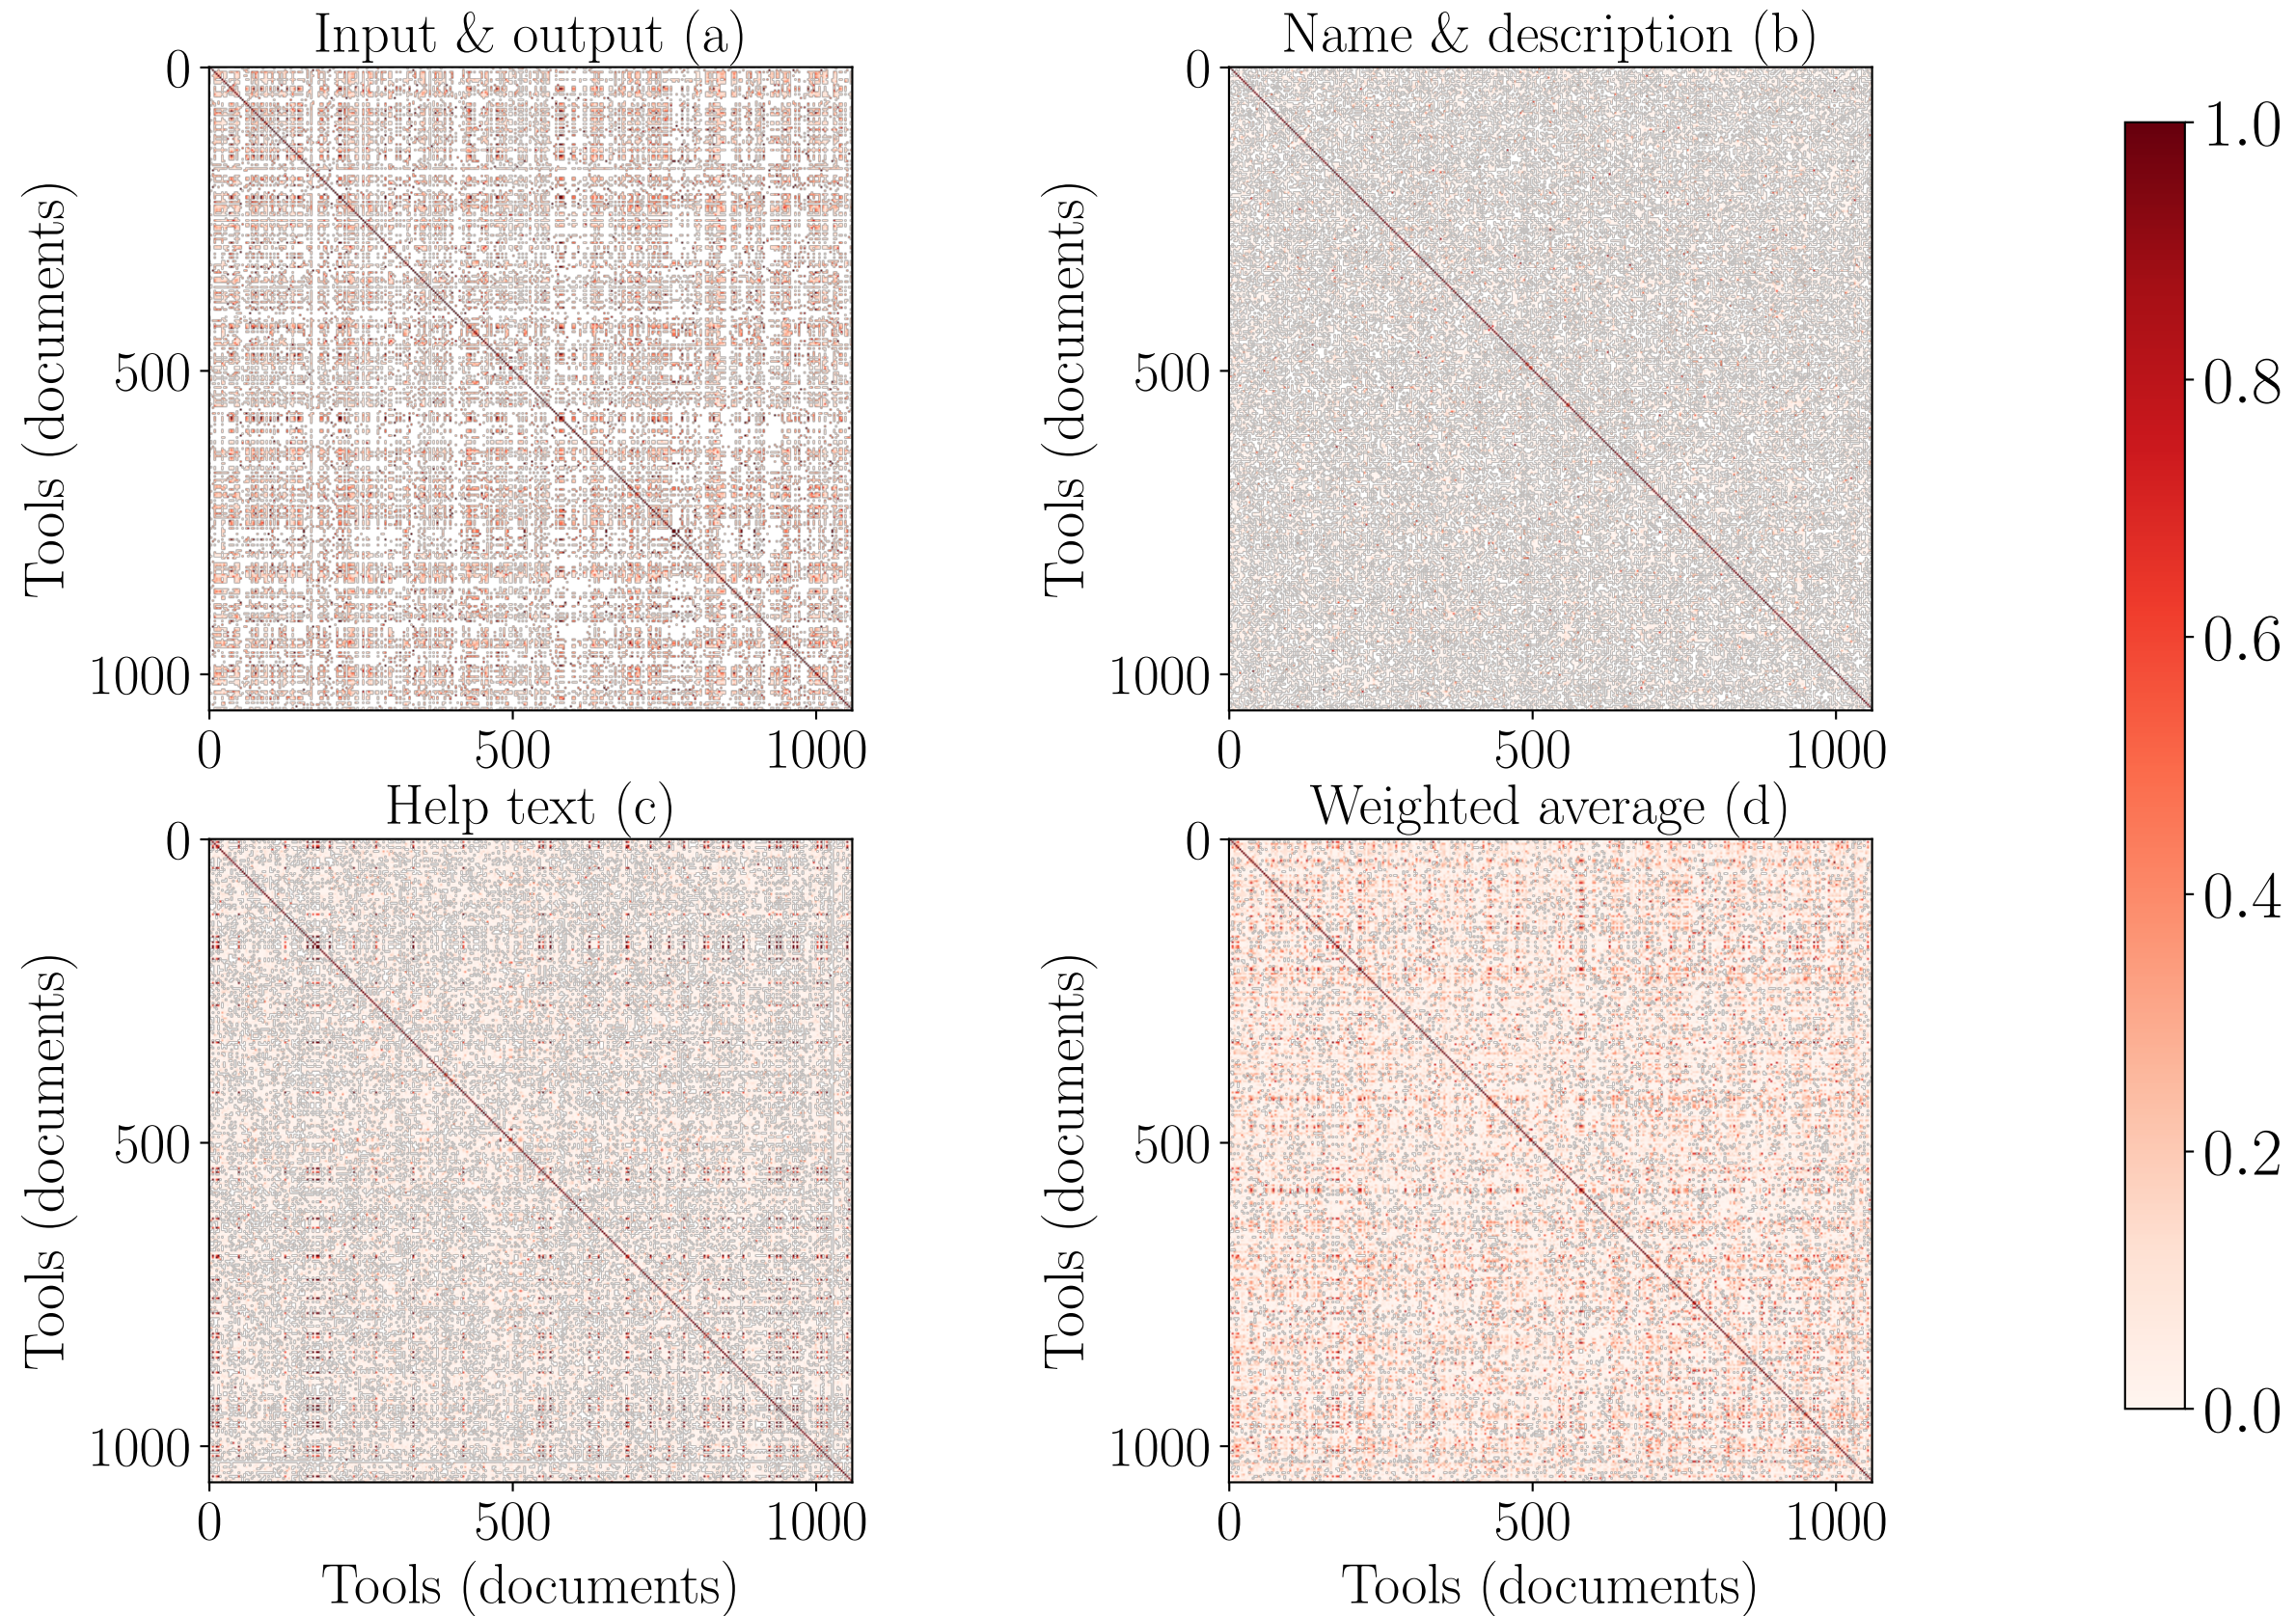 Input & output (a)
0
500
1000
Tools (documents)
0 500 1000
Name & description (b)
0
500
1000
Tools (documents)
0 500 1000
Help text (c)
0
500
1000
Tools (documents)
0 500 1000
Tools (documents)
Weighted average (d)
0
500
1000
Tools (documents)
0 500 1000
Tools (documents)
1.0
0.8
0.6
0.4
0.2
0.0